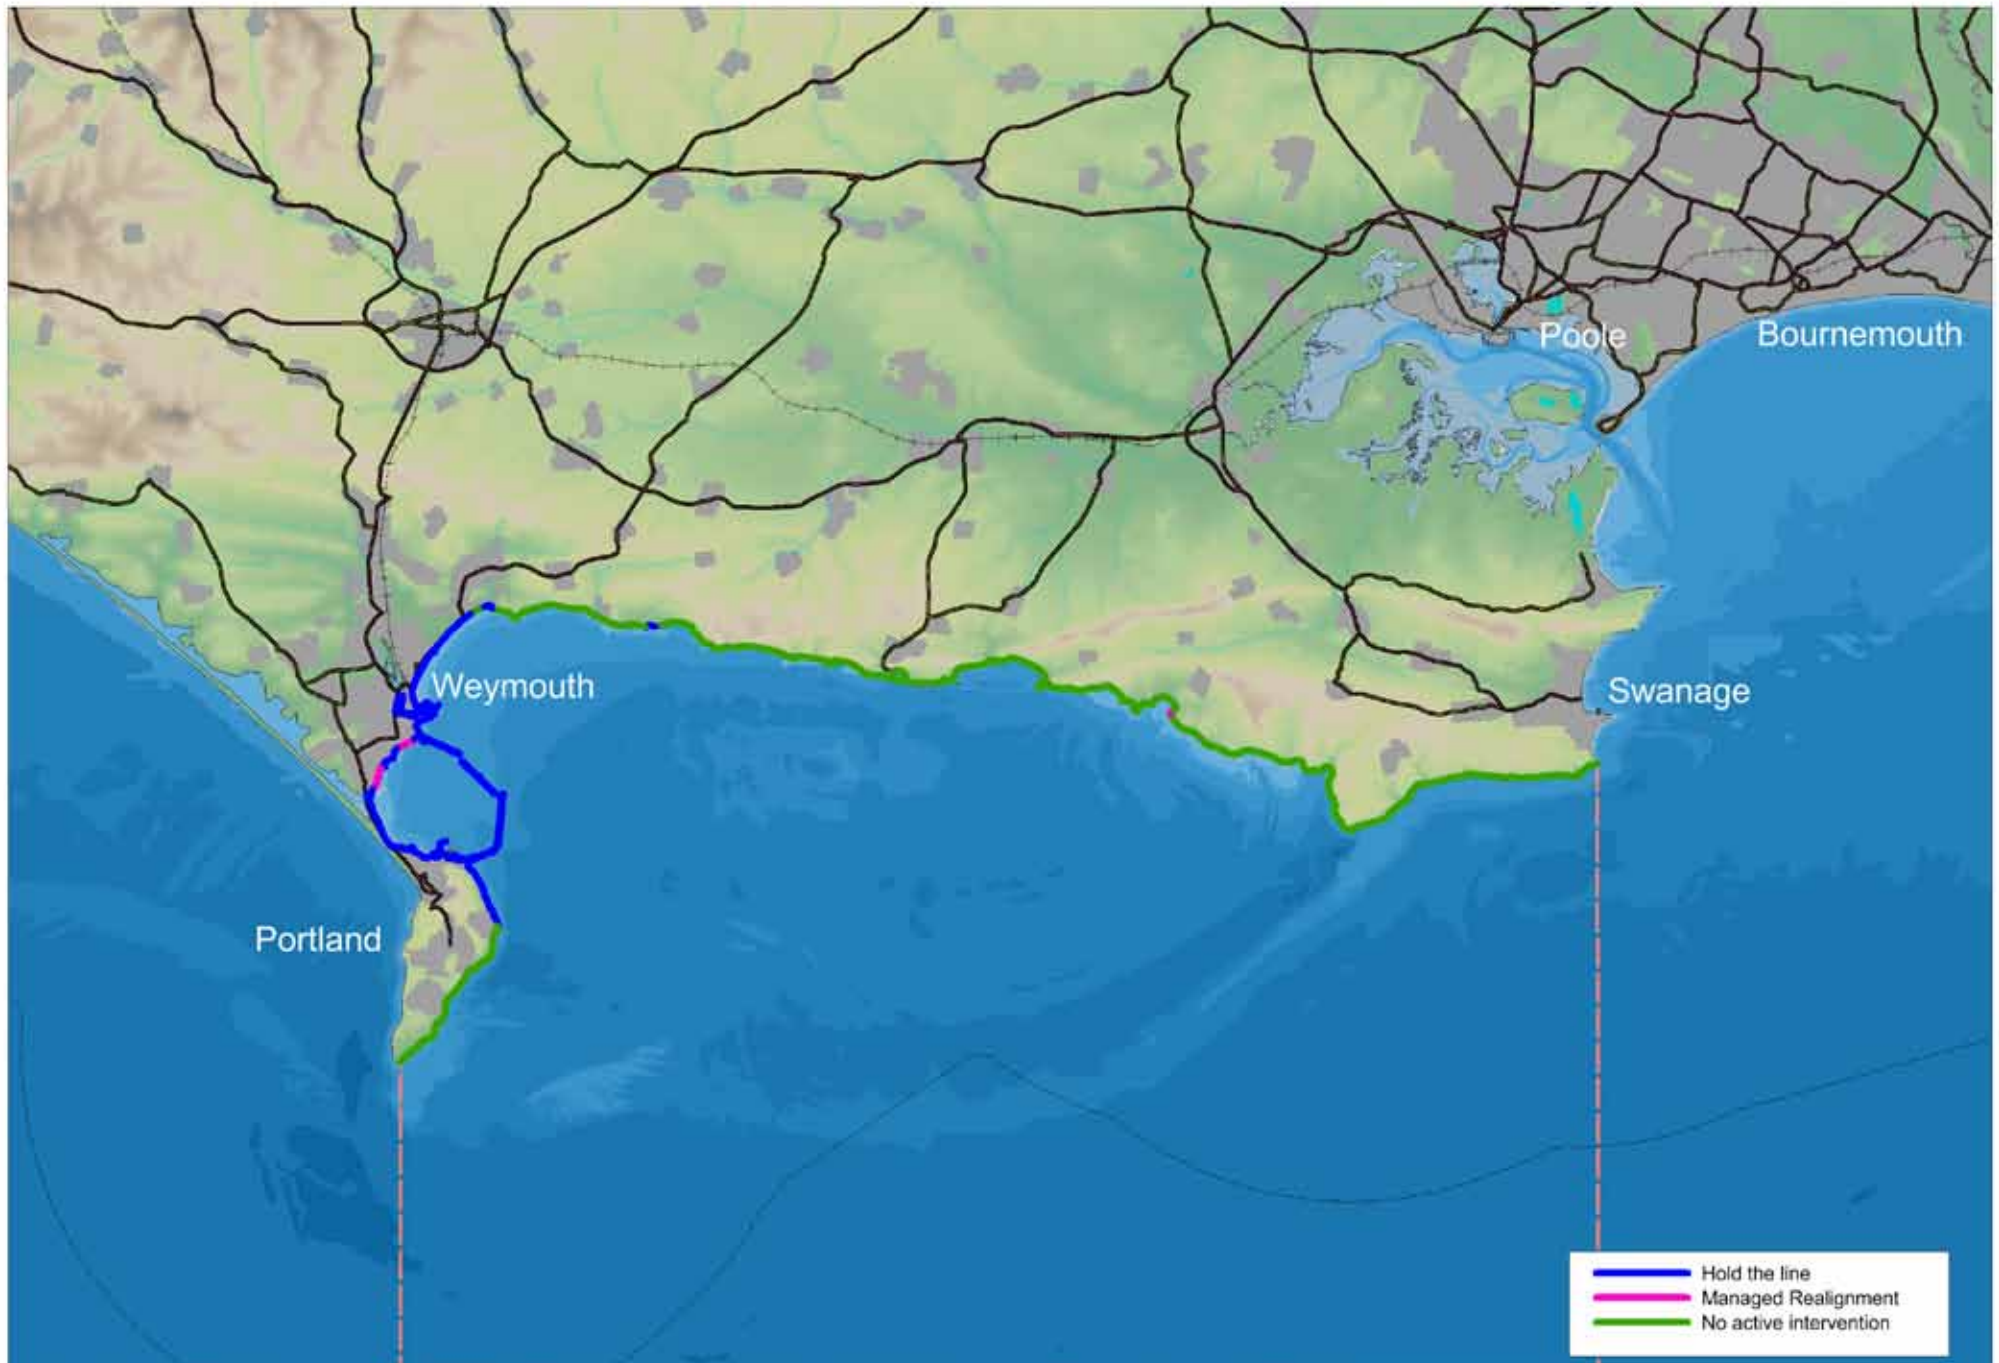 Poole
Bournemouth
Weymouth
Swanage
Portland
Hold the line
Managed Realignment
No active intervention